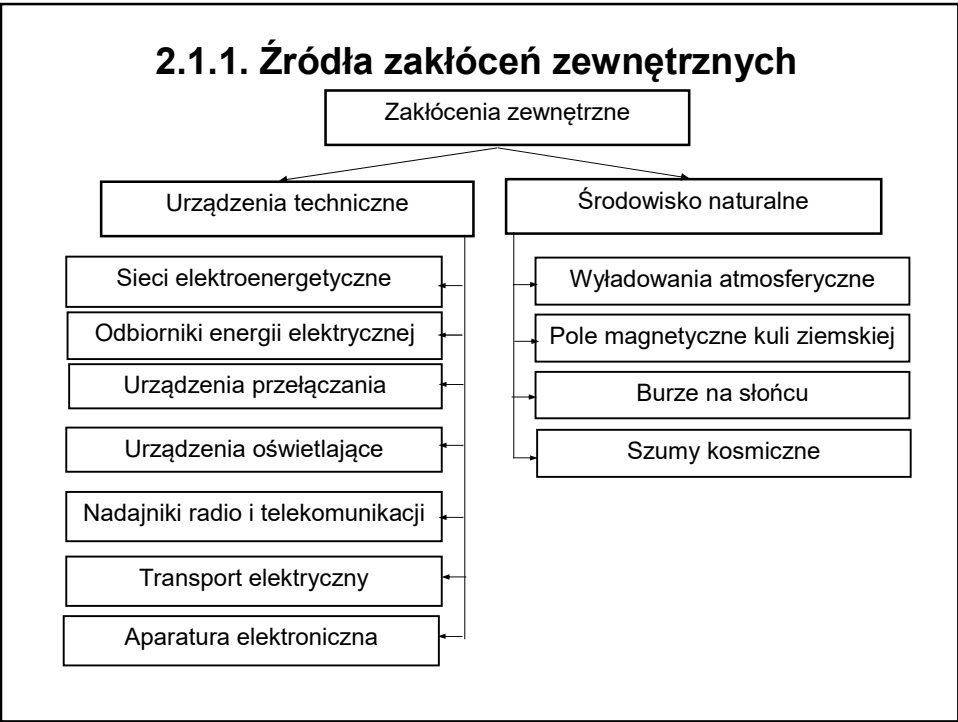 2.1.1. Źródła zakłóceń zewnętrznych
Zakłócenia zewnętrzne
Urządzenia techniczne
Sieci elektroenergetyczne
Odbiorniki energii elektrycznej
Urządzenia przełączania
Urządzenia oświetlające
Nadajniki radio i telekomunikacji
Transport elektryczny
Aparatura elektroniczna
Środowisko naturalne
Wyładowania atmosferyczne
Pole magnetyczne kuli ziemskiej
Burze na słońcu
Szumy kosmiczne